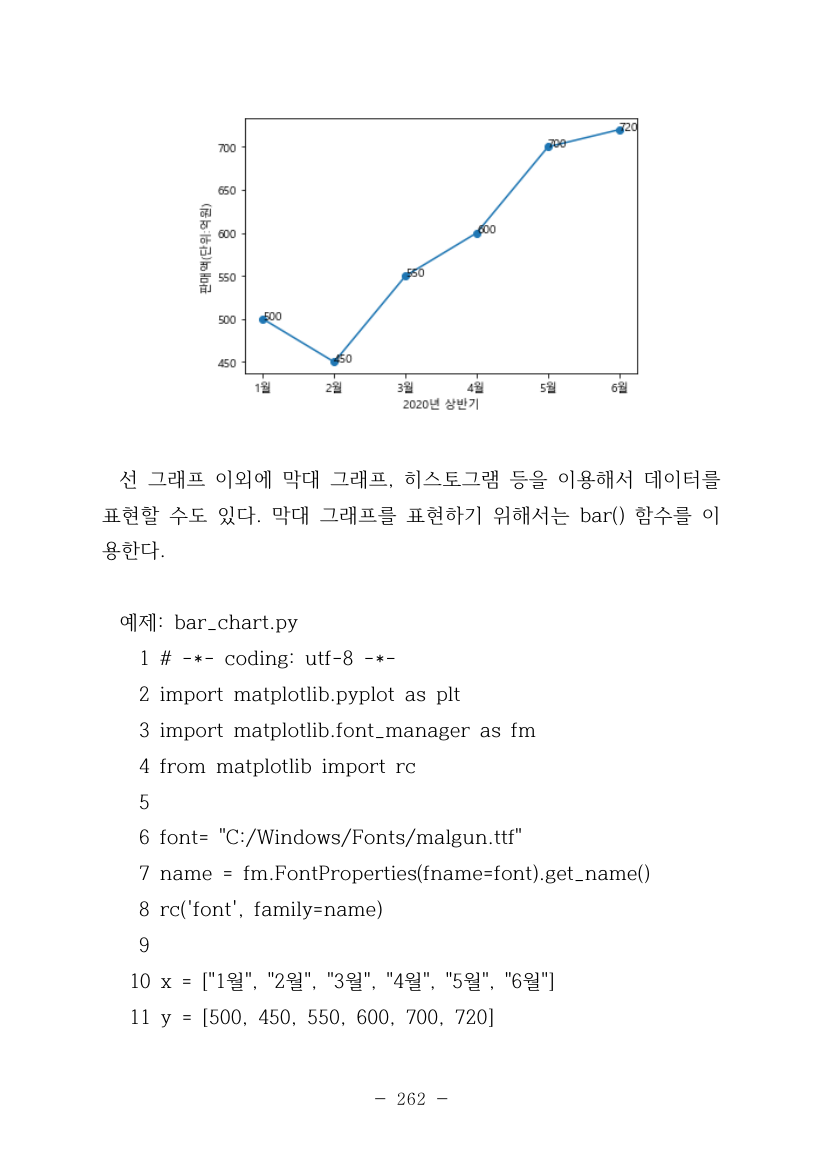 720
700
700
650
판매액(단위:억원)
600
600
550
550
500
500
450
450
1월 2월 3월 4월 5월 6월
2020년 상반기
선 그래프 이외에 막대 그래프, 히스토그램 등을 이용해서 데이터를
표현할 수도 있다. 막대 그래프를 표현하기 위해서는 bar() 함수를 이
용한다.
예제: bar_chart.py
1 # -*- coding: utf-8 -*-
2 import matplotlib.pyplot as plt
3 import matplotlib.font_manager as fm
4 from matplotlib import rc
5
6 font= "C:/Windows/Fonts/malgun.ttf"
7 name = fm.FontProperties(fname=font).get_name()
8 rc('font', family=name)
9
10 x = ["1월", "2월", "3월", "4월", "5월", "6월"]
11 y = [500, 450, 550, 600, 700, 720]
- 262 -